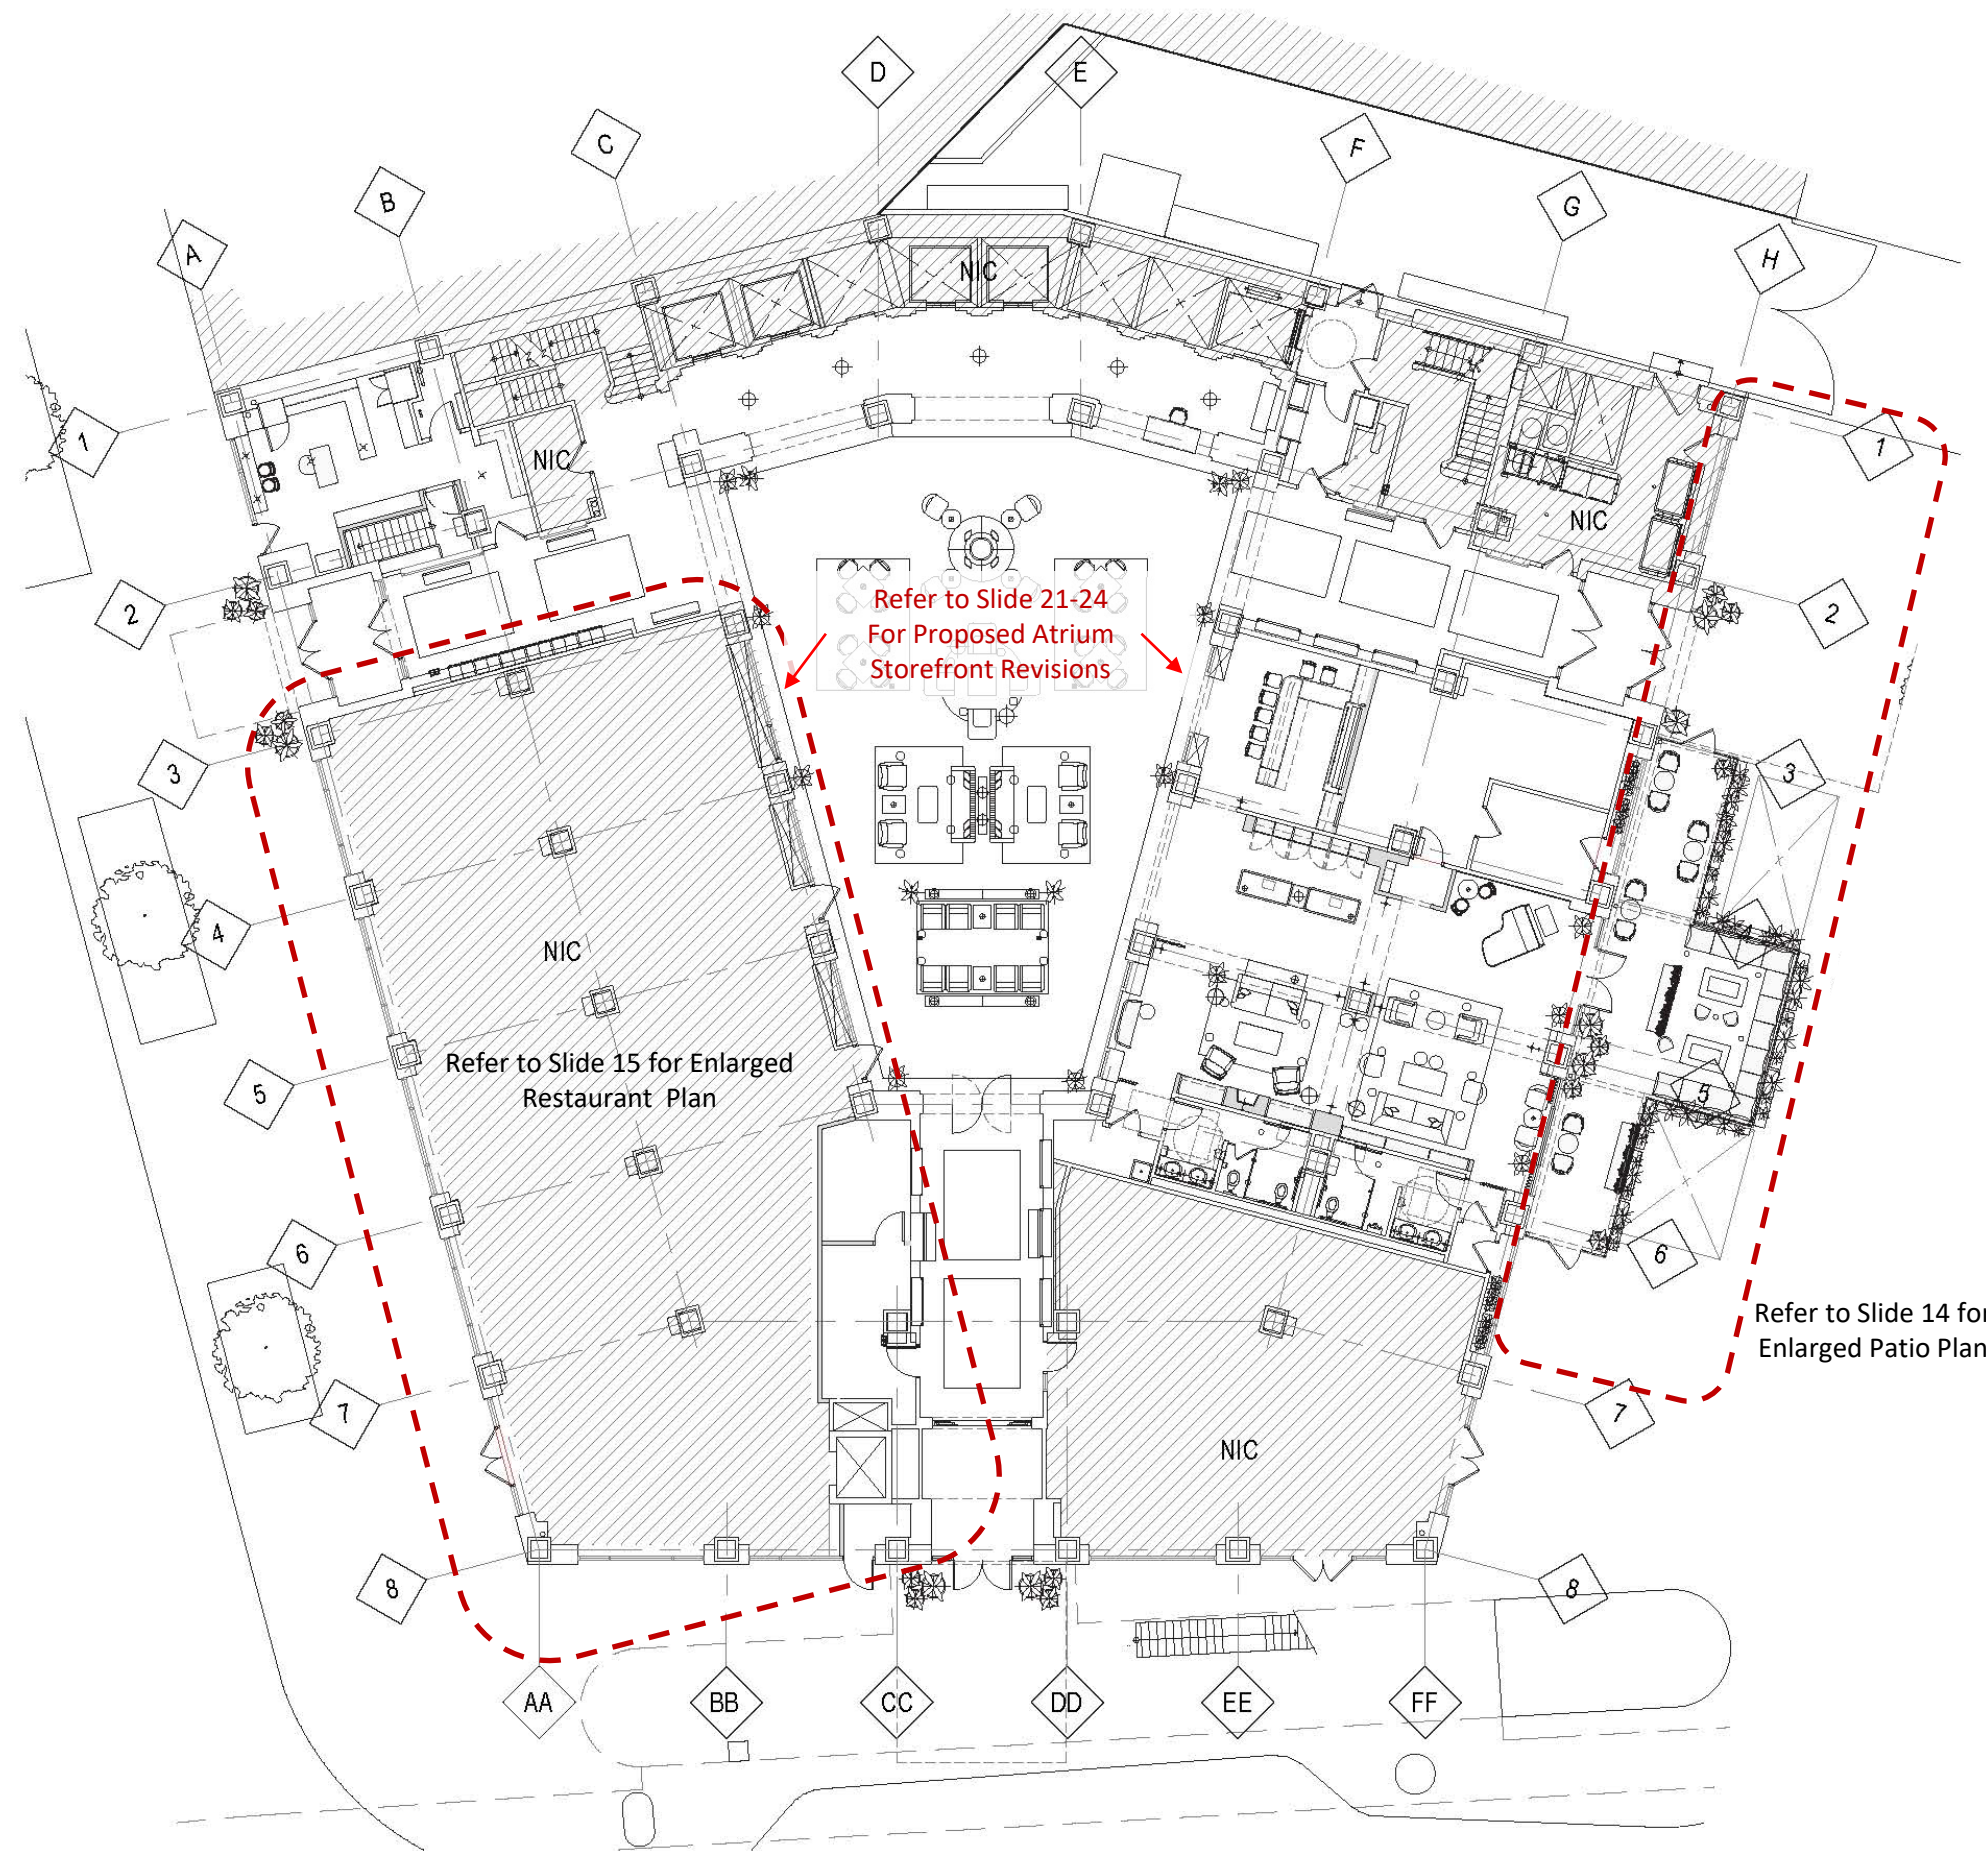 D
E
C
F
B
G
A
H
NIC
1
1
NIC
NIC
2
2
Refer to Slide 21-24
For Proposed Atrium
Storefront Revisions
3
3
4
NIC
5
5
Refer to Slide 15 for Enlarged
Restaurant Plan
6
6
Refer to Slide 14 for
Enlarged Patio Plan
7
7
NIC
8
8
AA
BB
CC
DD
EE
FF